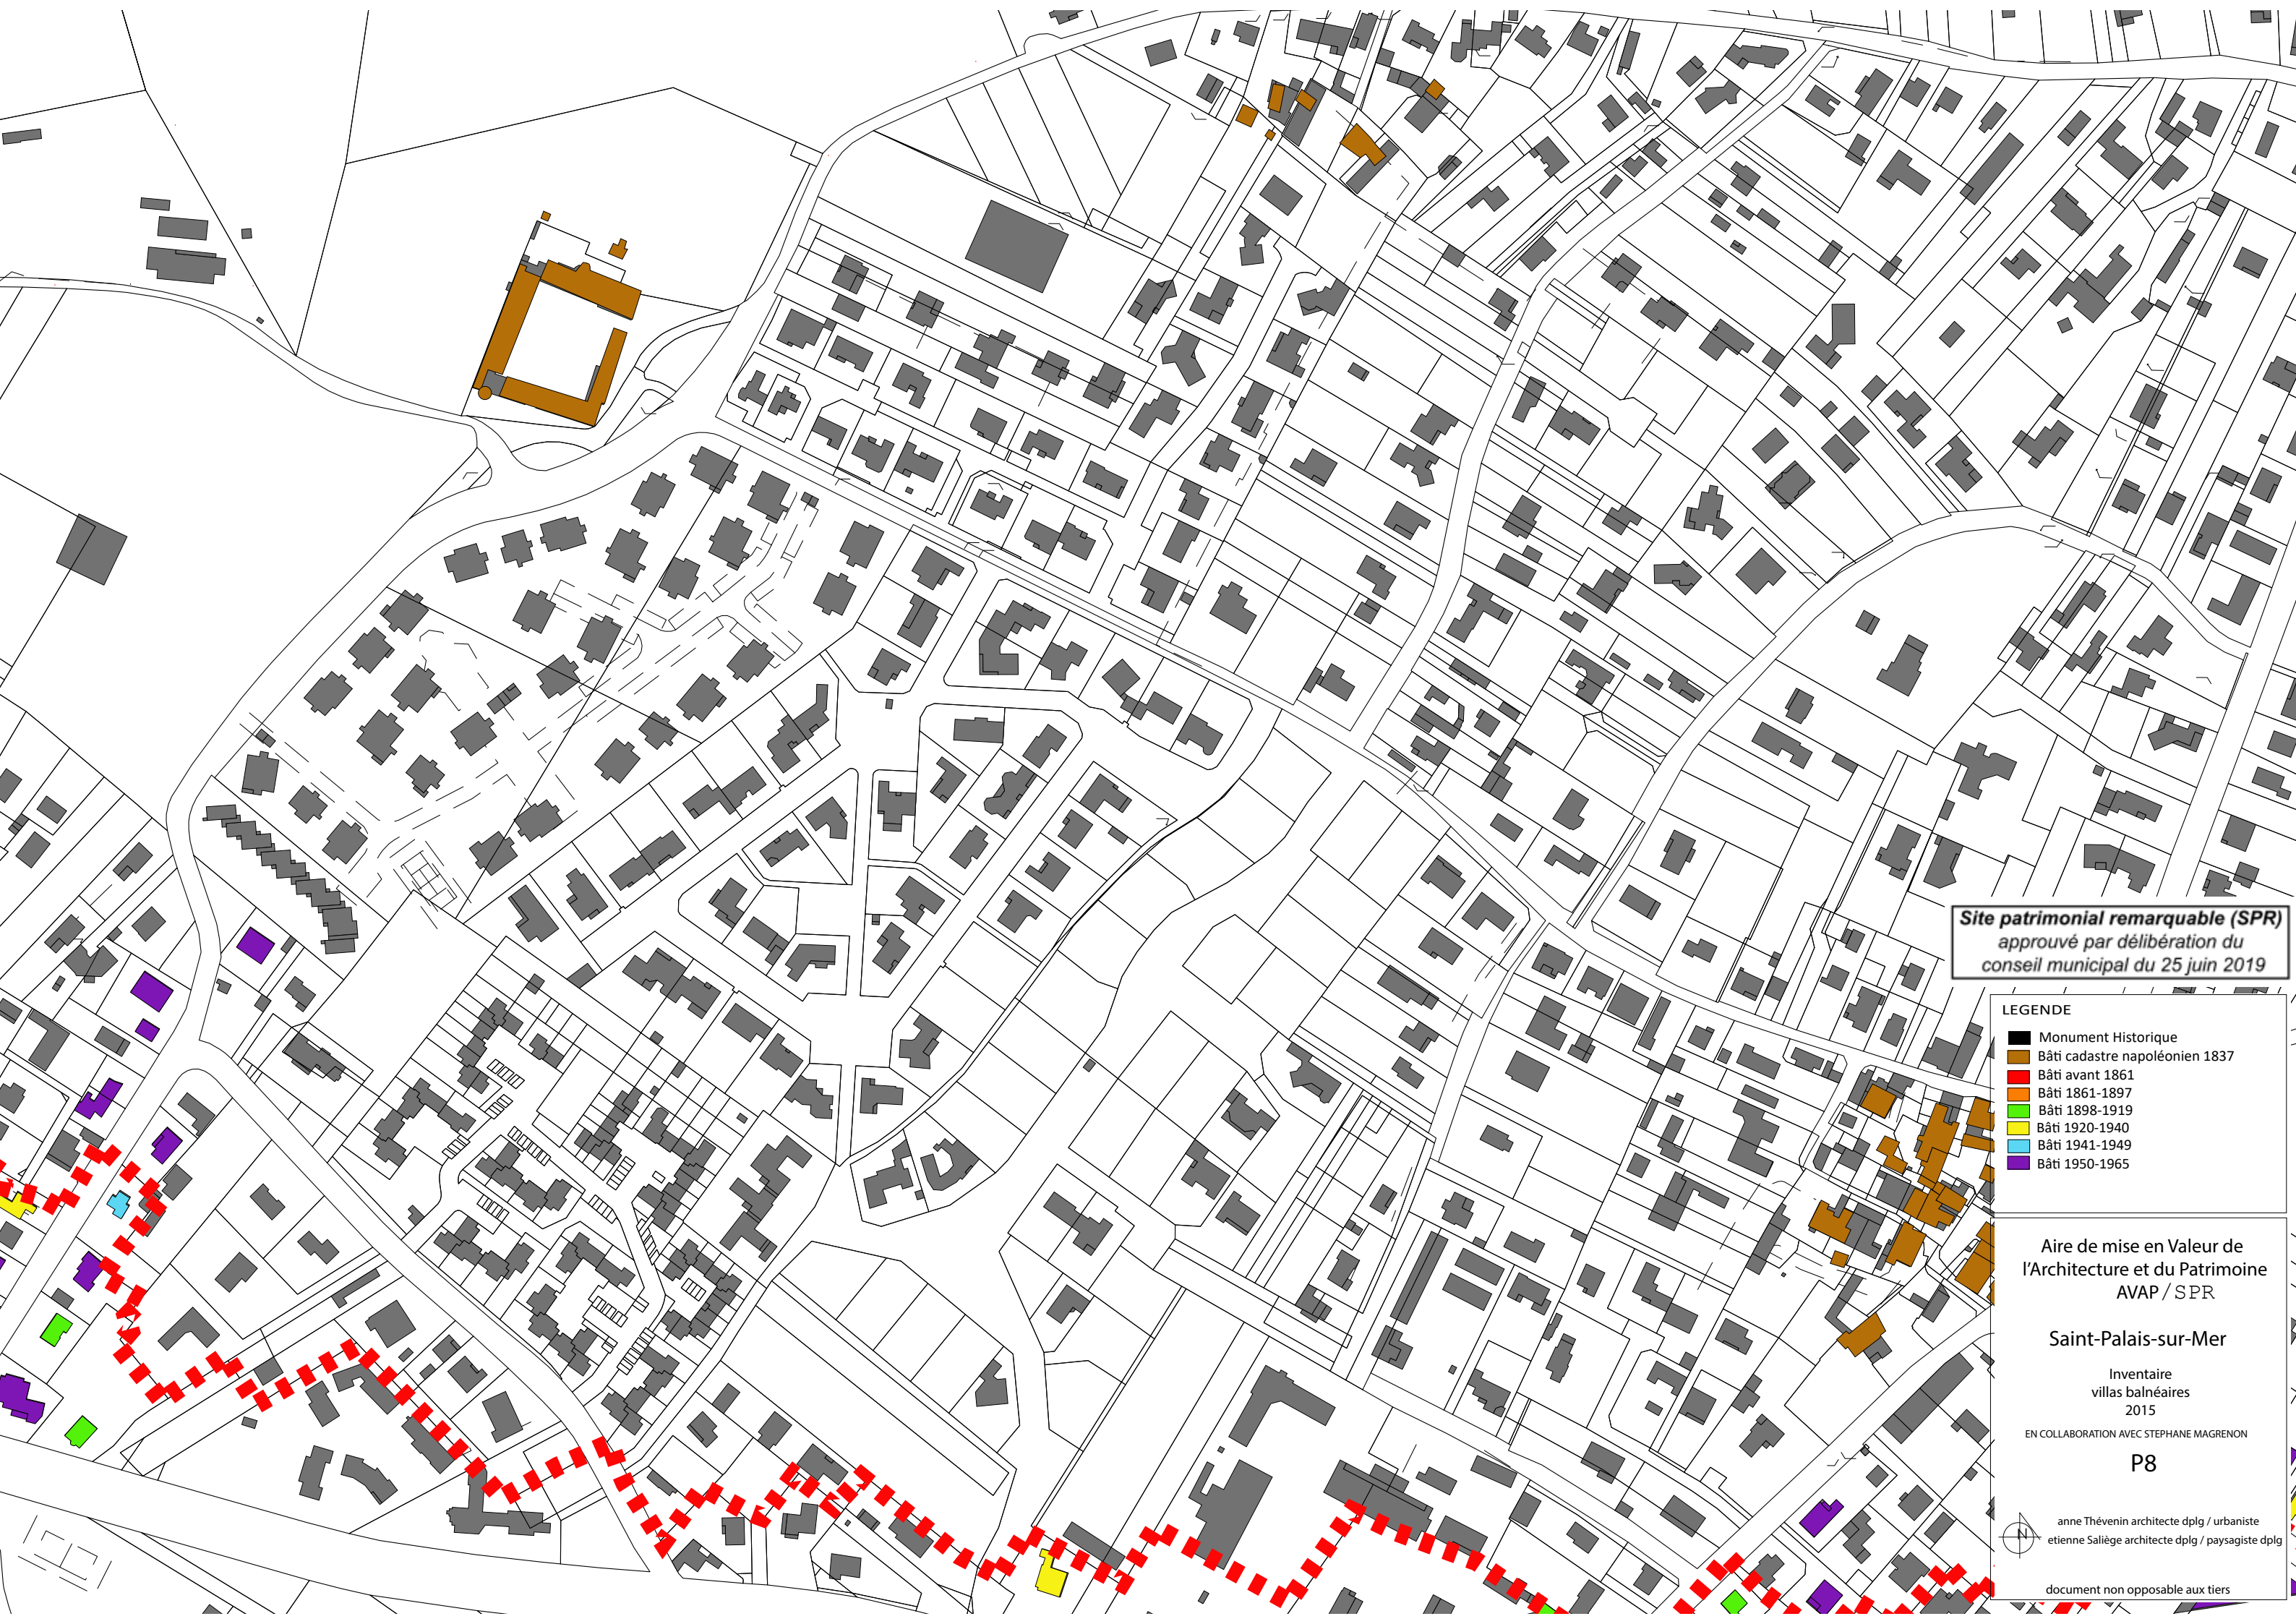 Site patrimonial remarquable (SPR)
approuvé par délibération du
conseil municipal du 25 juin 2019
LEGENDE
Monument Historique
Bâti cadastre napoléonien 1837
Bâti avant 1861
Bâti 1861-1897
Bâti 1898-1919
Bâti 1920-1940
Bâti 1941-1949
Bâti 1950-1965
Aire de mise en Valeur de
l'Architecture et du Patrimoine
AVAP / SPR
Saint-Palais-sur-Mer
Inventaire
villas balnéaires
2015
EN COLLABORATION AVEC STEPHANE MAGRENON
P8
N
anne Thévenin architecte dplg / urbaniste
etienne Saliège architecte dplg / paysagiste dplg
document non opposable aux tiers